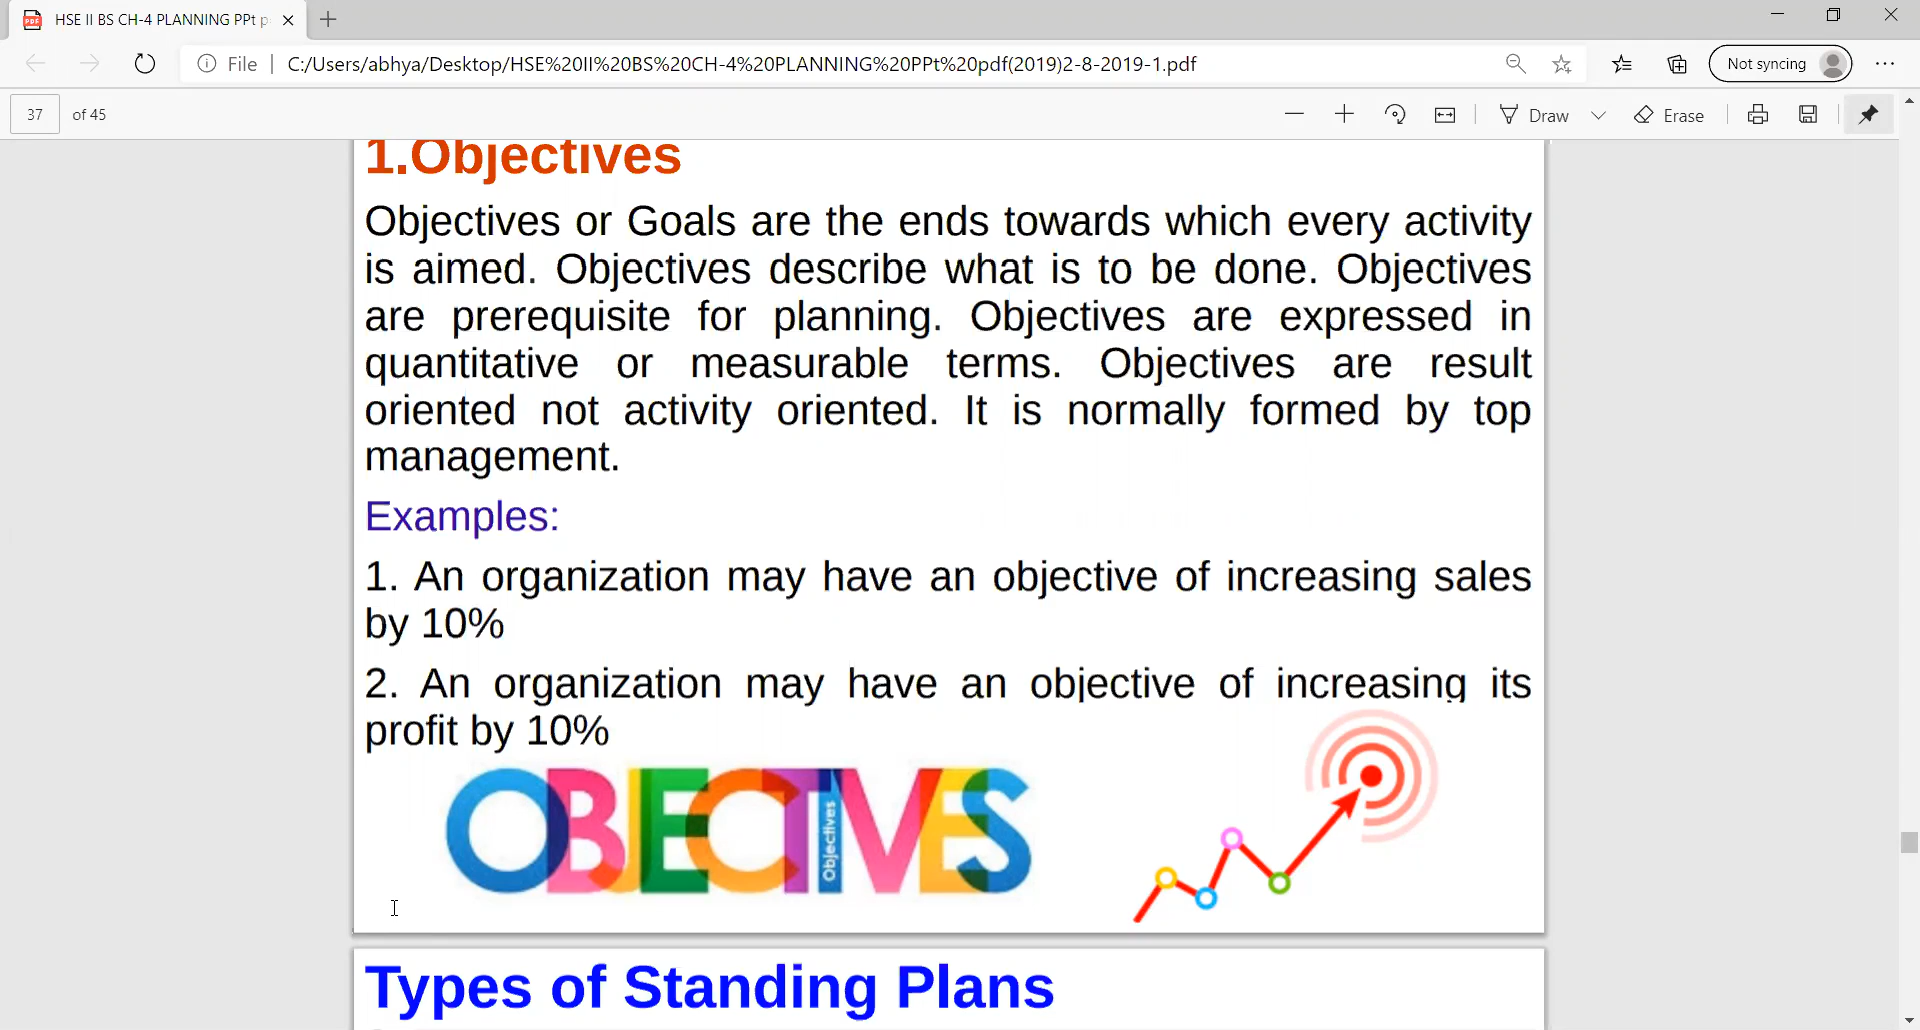 HSE II BS CH-4 PLANNING PPt p
File
C:/Users/abhya/Desktop/HSE%20II%20BS%20CH-4%20PLANNING%20PPt%20pdf(2019)2-8-2019-1.pdf
Not syncing
37 of 45
Draw
Erase
1.Objectives
Objectives or Goals are the ends towards which every activity
is aimed. Objectives describe what is to be done. Objectives
are prerequisite for planning. Objectives are expressed in
quantitative or measurable terms. Objectives are result
oriented not activity oriented. It is normally formed by top
management.
Examples:
1. An organization may have an objective of increasing sales
by 10%
2. An organization may have an objective of increasing its
profit by 10%
OBJECTIVES
Objectives
Types of Standing Plans